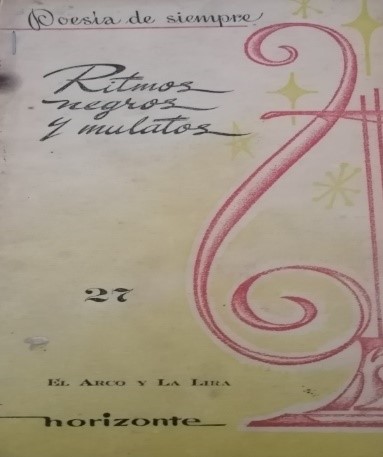 Poesía de siempre
Ritmos
negros
y mulatos
27
EL ARCO Y LA LIRA
horizonte